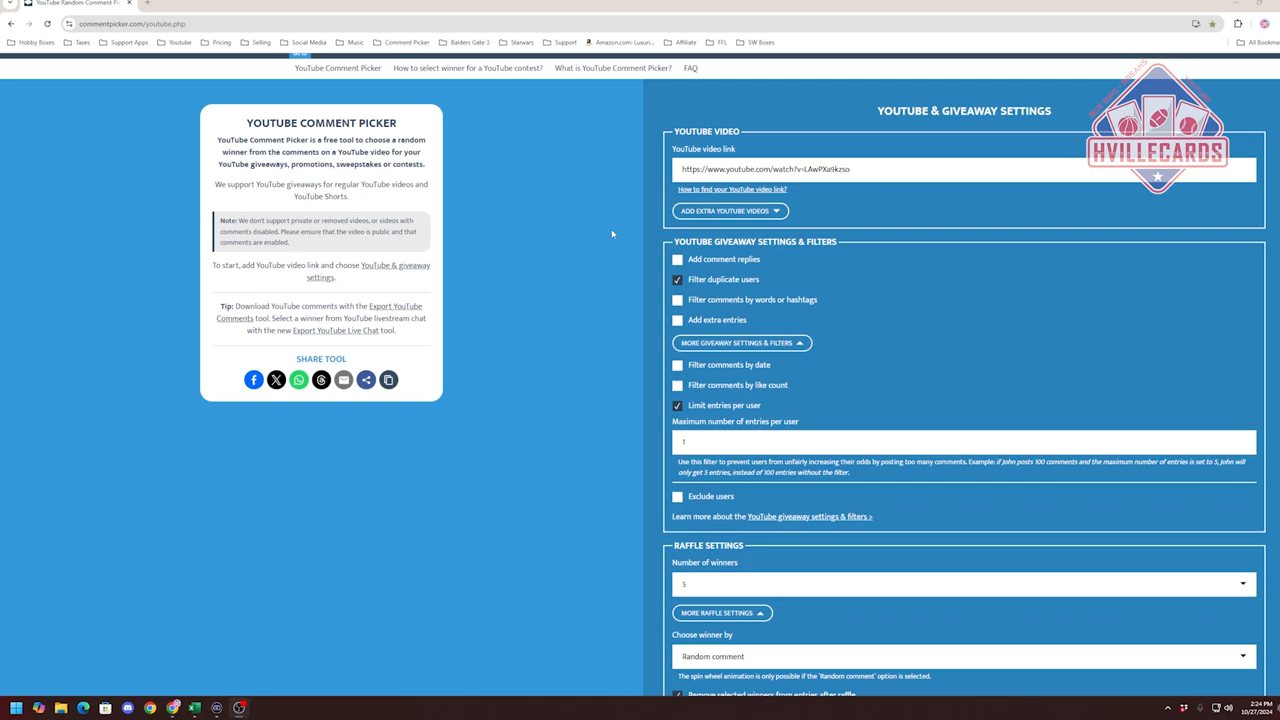 YouTube Random Comment P
commentpicker.com/youtube.php
Hobby Boxes Taxes Support Apps Youtube Pricing Selling Social Media Music Comment Picker Balders Gate 3 Starwars Support Amazon.com: Luxuri... Affiliate FFL SW Boxes All Bookma
YouTube Comment Picker How to select winner for a YouTube contest? What is YouTube Comment Picker? FAQ
YOUTUBE COMMENT PICKER
YouTube Comment Picker is a free tool to choose a random
winner from the comments on a YouTube video for your
YouTube giveaways, promotions, sweepstakes or contests.
We support YouTube giveaways for regular YouTube videos and
YouTube Shorts.
Note: We don't support private or removed videos, or videos with
comments disabled. Please ensure that the video is public and that
comments are enabled.
To start, add YouTube video link and choose YouTube & giveaway
settings.
Tip: Download YouTube comments with the Export YouTube
Comments tool. Select a winner from YouTube livestream chat
with the new Export YouTube Live Chat tool.
SHARE TOOL
YOUTUBE & GIVEAWAY SETTINGS
HVILLECARDS
YOUTUBE VIDEO
YouTube video link
https://www.youtube.com/watch?v=LAwPXa9kzso
How to find your YouTube video link?
ADD EXTRA YOUTUBE VIDEOS
YOUTUBE GIVEAWAY SETTINGS & FILTERS
Add comment replies
Filter duplicate users
Filter comments by words or hashtags
Add extra entries
MORE GIVEAWAY SETTINGS & FILTERS
Filter comments by date
Filter comments by like count
Limit entries per user
Maximum number of entries per user
1
Use this filter to prevent users from unfairly increasing their odds by posting too many comments. Example: if John posts 100 comments and the maximum number of entries is set to 5, John will
only get 5 entries, instead of 100 entries without the filter.
Exclude users
Learn more about the YouTube giveaway settings & filters >
RAFFLE SETTINGS
Number of winners
5
MORE RAFFLE SETTINGS
Choose winner by
Random comment
The spin wheel animation is only possible if the 'Random comment' option is selected.
Remove selected winners from entries after raffle
2:24 PM
10/27/2024